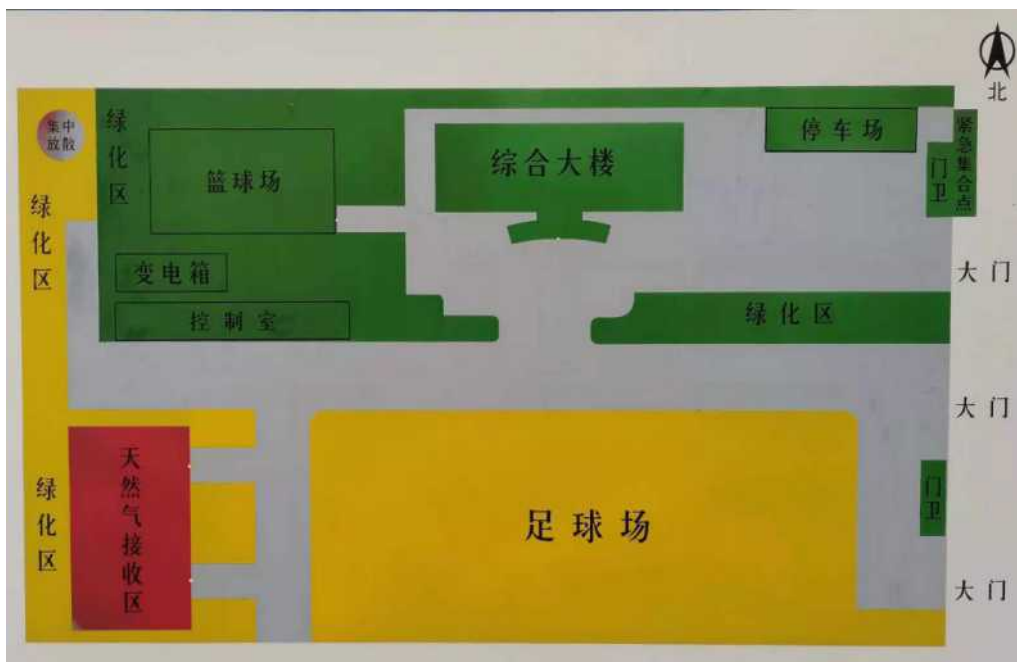 北
集中
放散
绿化区
篮球场
综合大楼
停车场
紧急集合点
门卫
绿化区
变电箱
大门
控制室
绿化区
大门
天然气接收区
绿化区
足球场
门卫
大门